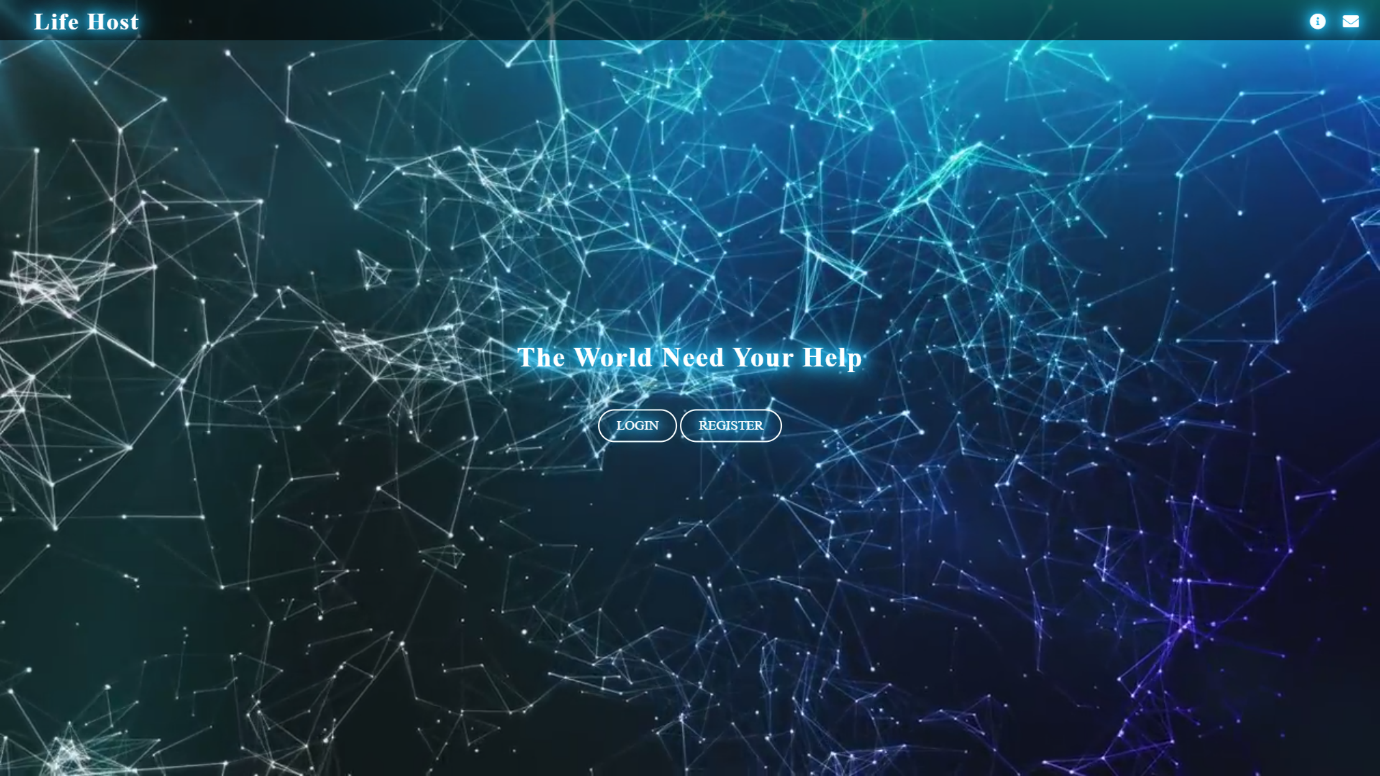 Life Host
The World Need Your Help
LOGIN
REGISTER